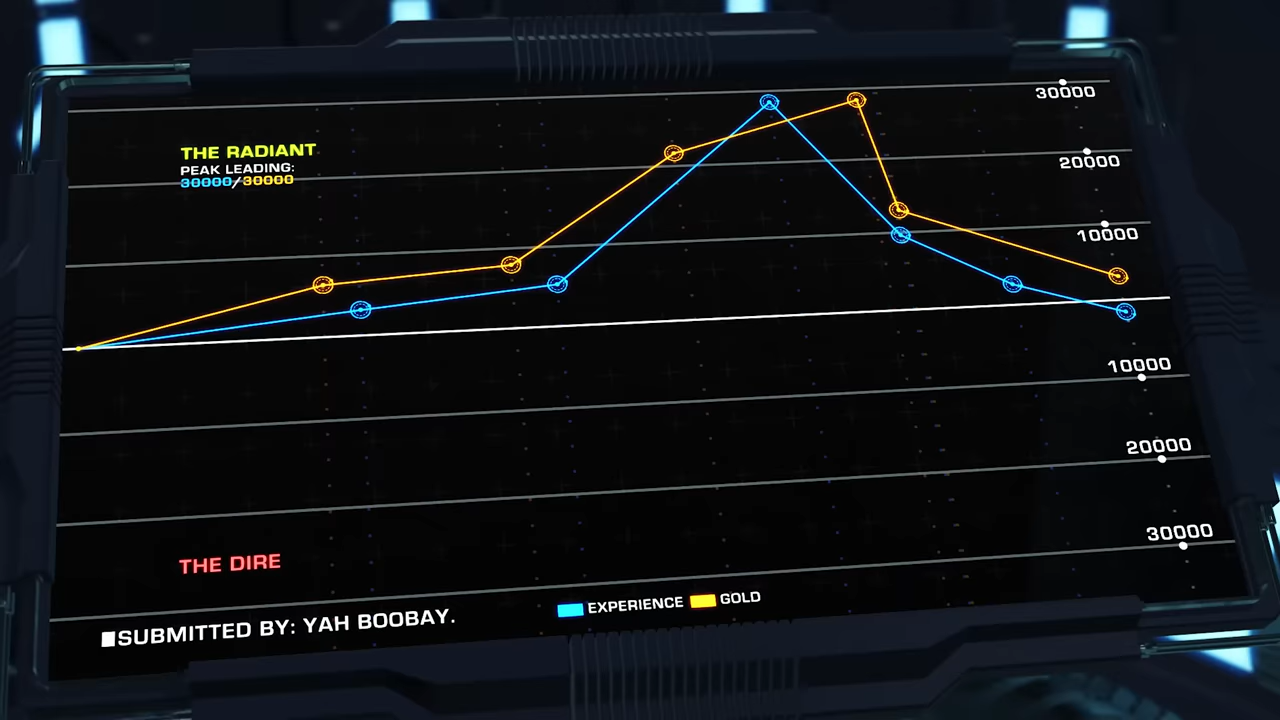 THE RADIANT
PEAK LEADING:
30000/30000
30000
20000
10000
10000
20000
30000
THE DIRE
EXPERIENCE GOLD
SUBMITTED BY: YAH BOOBAY.